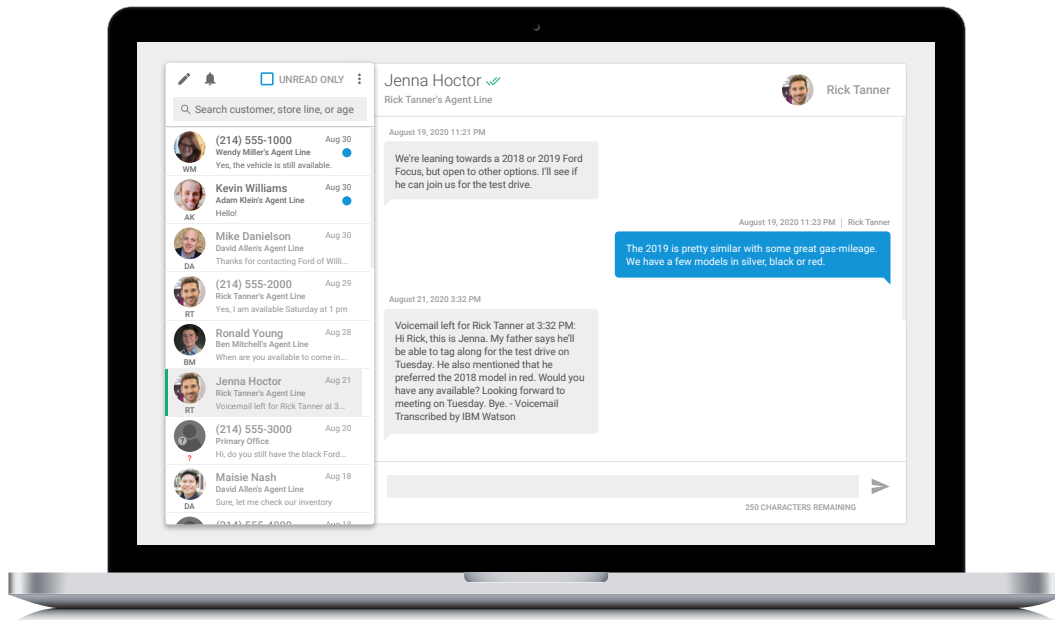 UNREAD ONLY
Search customer, store line, or age
(214) 555-1000 Aug 30
Wendy Miller's Agent Line
Yes, the vehicle is still available.
WM
Kevin Williams Aug 30
Adam Klein's Agent Line
Hello!
AK
Mike Danielson Aug 30
David Allen's Agent Line
Thanks for contacting Ford of Willi...
DA
(214) 555-2000 Aug 29
Rick Tanner's Agent Line
Yes, I am available Saturday at 1 pm
RT
Ronald Young Aug 28
Ben Mitchell's Agent Line
When are you available to come in...
BM
Jenna Hoctor Aug 21
Rick Tanner's Agent Line
Voicemail left for Rick Tanner at 3...
RT
(214) 555-3000 Aug 20
Primary Office
Hi, do you still have the black Ford...
?
Maisie Nash Aug 18
David Allen's Agent Line
Sure, let me check our inventory
DA
(214) 555-4000 Aug 18
Jenna Hoctor
Rick Tanner's Agent Line
Rick Tanner
August 19, 2020 11:21 PM
We're leaning towards a 2018 or 2019 Ford
Focus, but open to other options. I'll see if
he can join us for the test drive.
August 19, 2020 11:23 PM | Rick Tanner
The 2019 is pretty similar with some great gas-mileage.
We have a few models in silver, black or red.
August 21, 2020 3:32 PM
Voicemail left for Rick Tanner at 3:32 PM:
Hi Rick, this is Jenna. My father says he'll
be able to tag along for the test drive on
Tuesday. He also mentioned that he
preferred the 2018 model in red. Would you
have any available? Looking forward to
meeting on Tuesday. Bye. - Voicemail
Transcribed by IBM Watson
250 CHARACTERS REMAINING